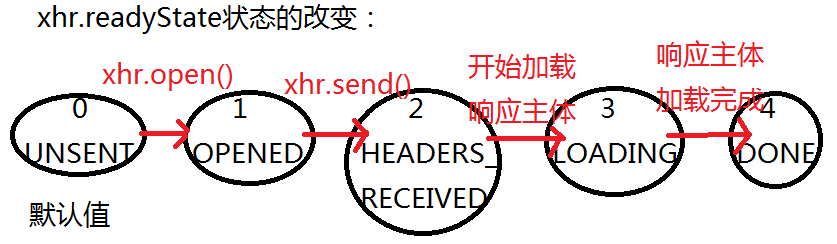 xhr.readyState状态的改变：
xhr.open()
xhr.send()
开始加载
响应主体
响应主体
加载完成
0
UNSENT
1
OPENED
2
HEADERS_
RECEIVED
3
LOADING
4
DONE
默认值